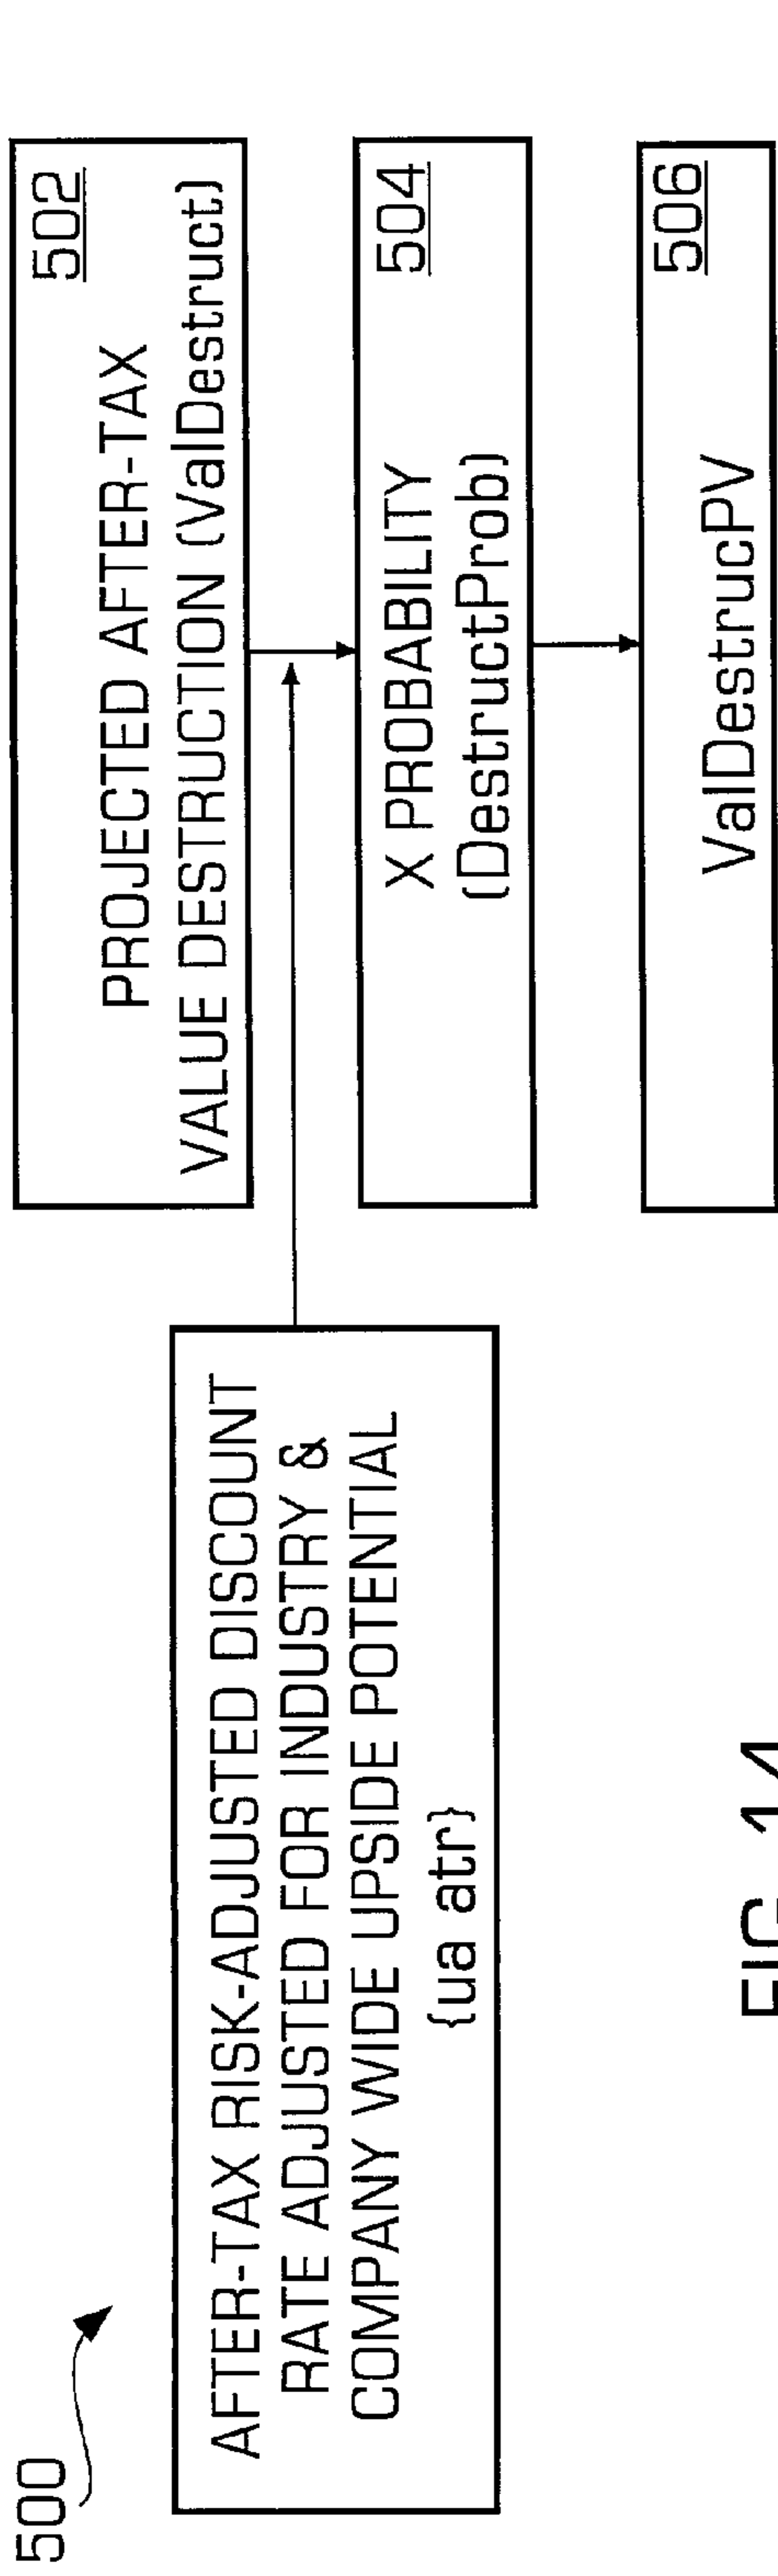 500
502
PROJECTED AFTER-TAX
VALUE DESTRUCTION (ValDestruct)
AFTER-TAX RISK-ADJUSTED DISCOUNT
RATE ADJUSTED FOR INDUSTRY &
COMPANY WIDE UPSIDE POTENTIAL
{ua atr}
504
X PROBABILITY
(DestructProb)
506
ValDestrucPV
FIG. 14